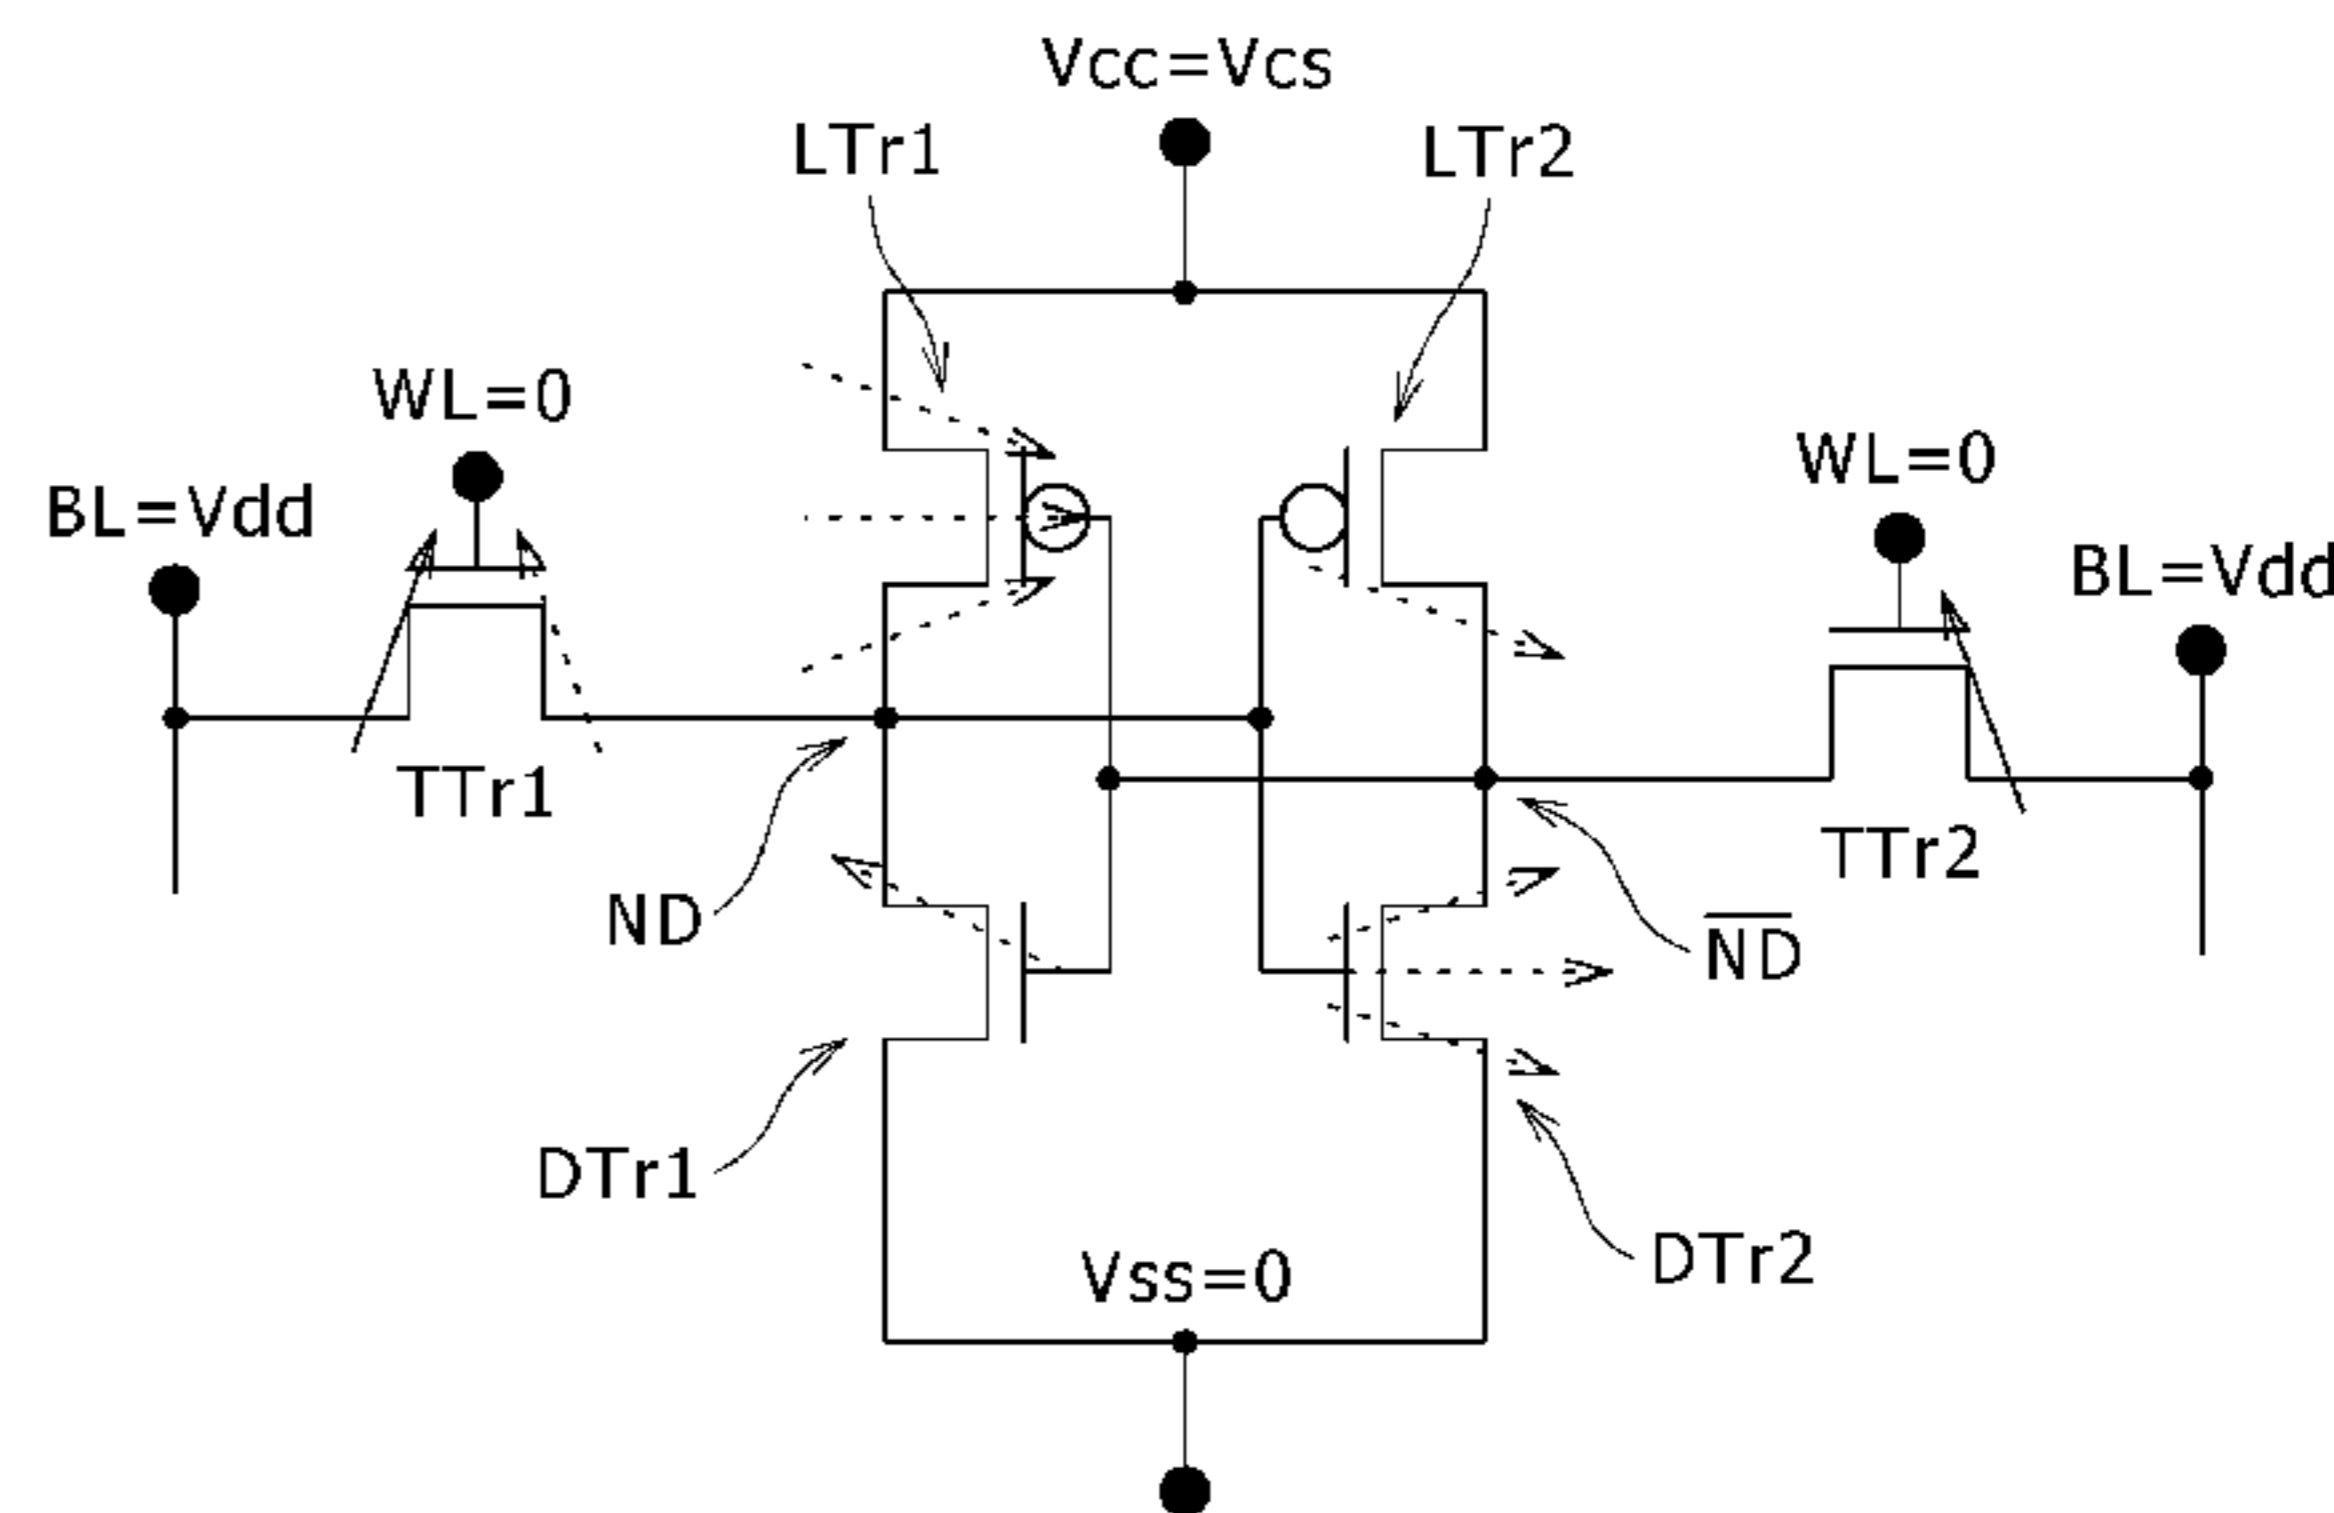 Vcc=Vcs
LTr1
LTr2
WL=0
WL=0
BL=Vdd
BL=Vdd
TTr1
TTr2
ND
N̅D̅
DTr1
DTr2
Vss=0